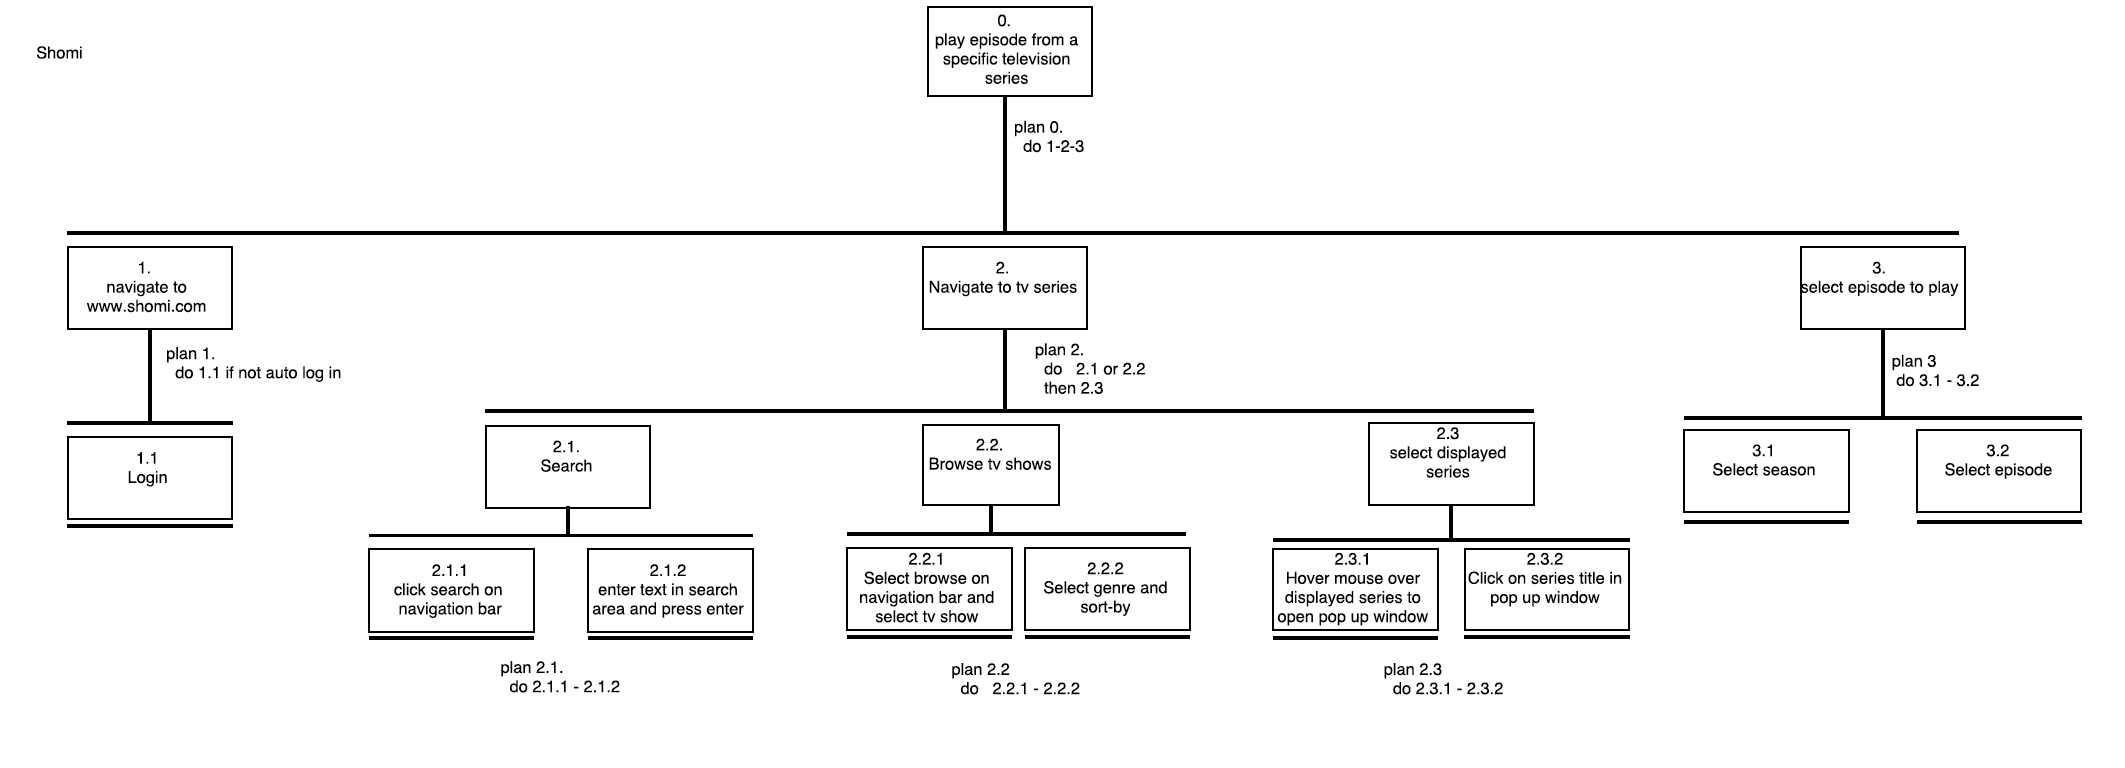 Shomi
0.
play episode from a
specific television
series
plan 0.
do 1-2-3
1.
navigate to
www.shomi.com
2.
Navigate to tv series
3.
select episode to play
plan 1.
do 1.1 if not auto log in
plan 2.
do 2.1 or 2.2
then 2.3
plan 3
do 3.1 - 3.2
1.1
Login
2.1.
Search
2.2.
Browse tv shows
2.3
select displayed
series
3.1
Select season
3.2
Select episode
2.1.1
click search on
navigation bar
2.1.2
enter text in search
area and press enter
2.2.1
Select browse on
navigation bar and
select tv show
2.2.2
Select genre and
sort-by
2.3.1
Hover mouse over
displayed series to
open pop up window
2.3.2
Click on series title in
pop up window
plan 2.1.
do 2.1.1 - 2.1.2
plan 2.2
do 2.2.1 - 2.2.2
plan 2.3
do 2.3.1 - 2.3.2